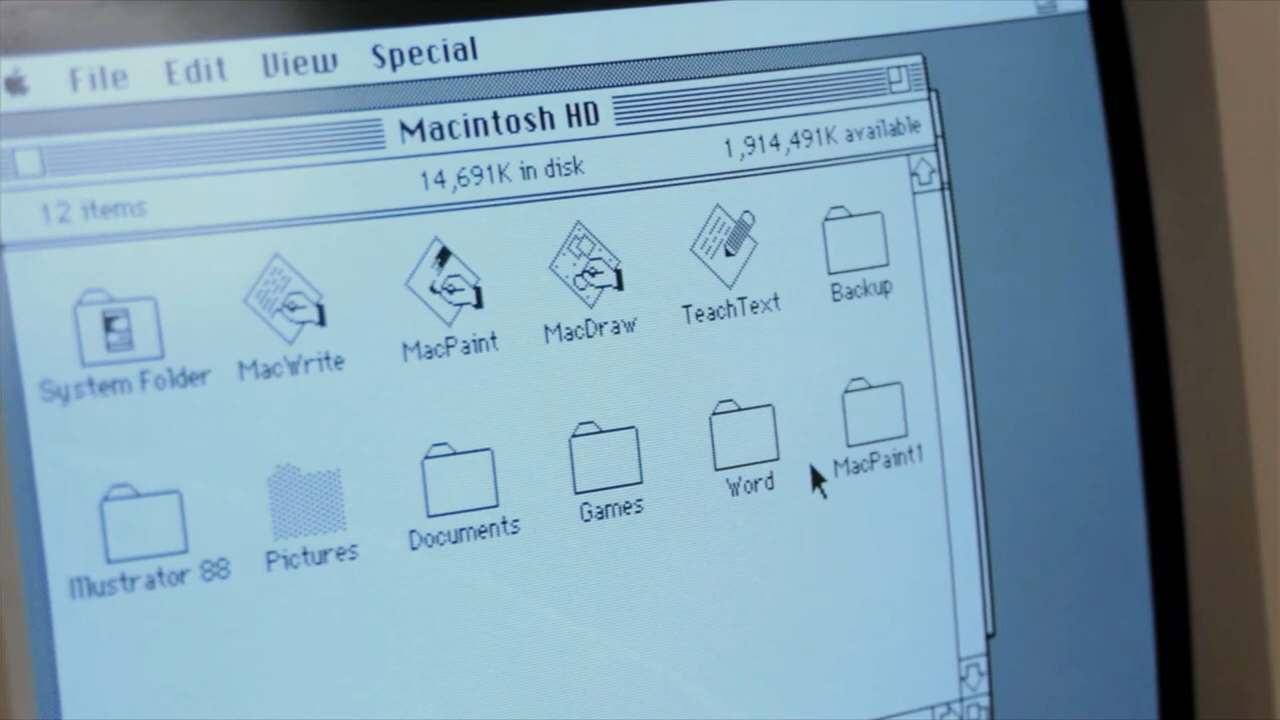 File Edit View Special
Macintosh HD
12 items 14,691K in disk 1,914,491K available
System Folder MacWrite MacPaint MacDraw TeachText Backup
Illustrator 88 Pictures Documents Games Word MacPaint1